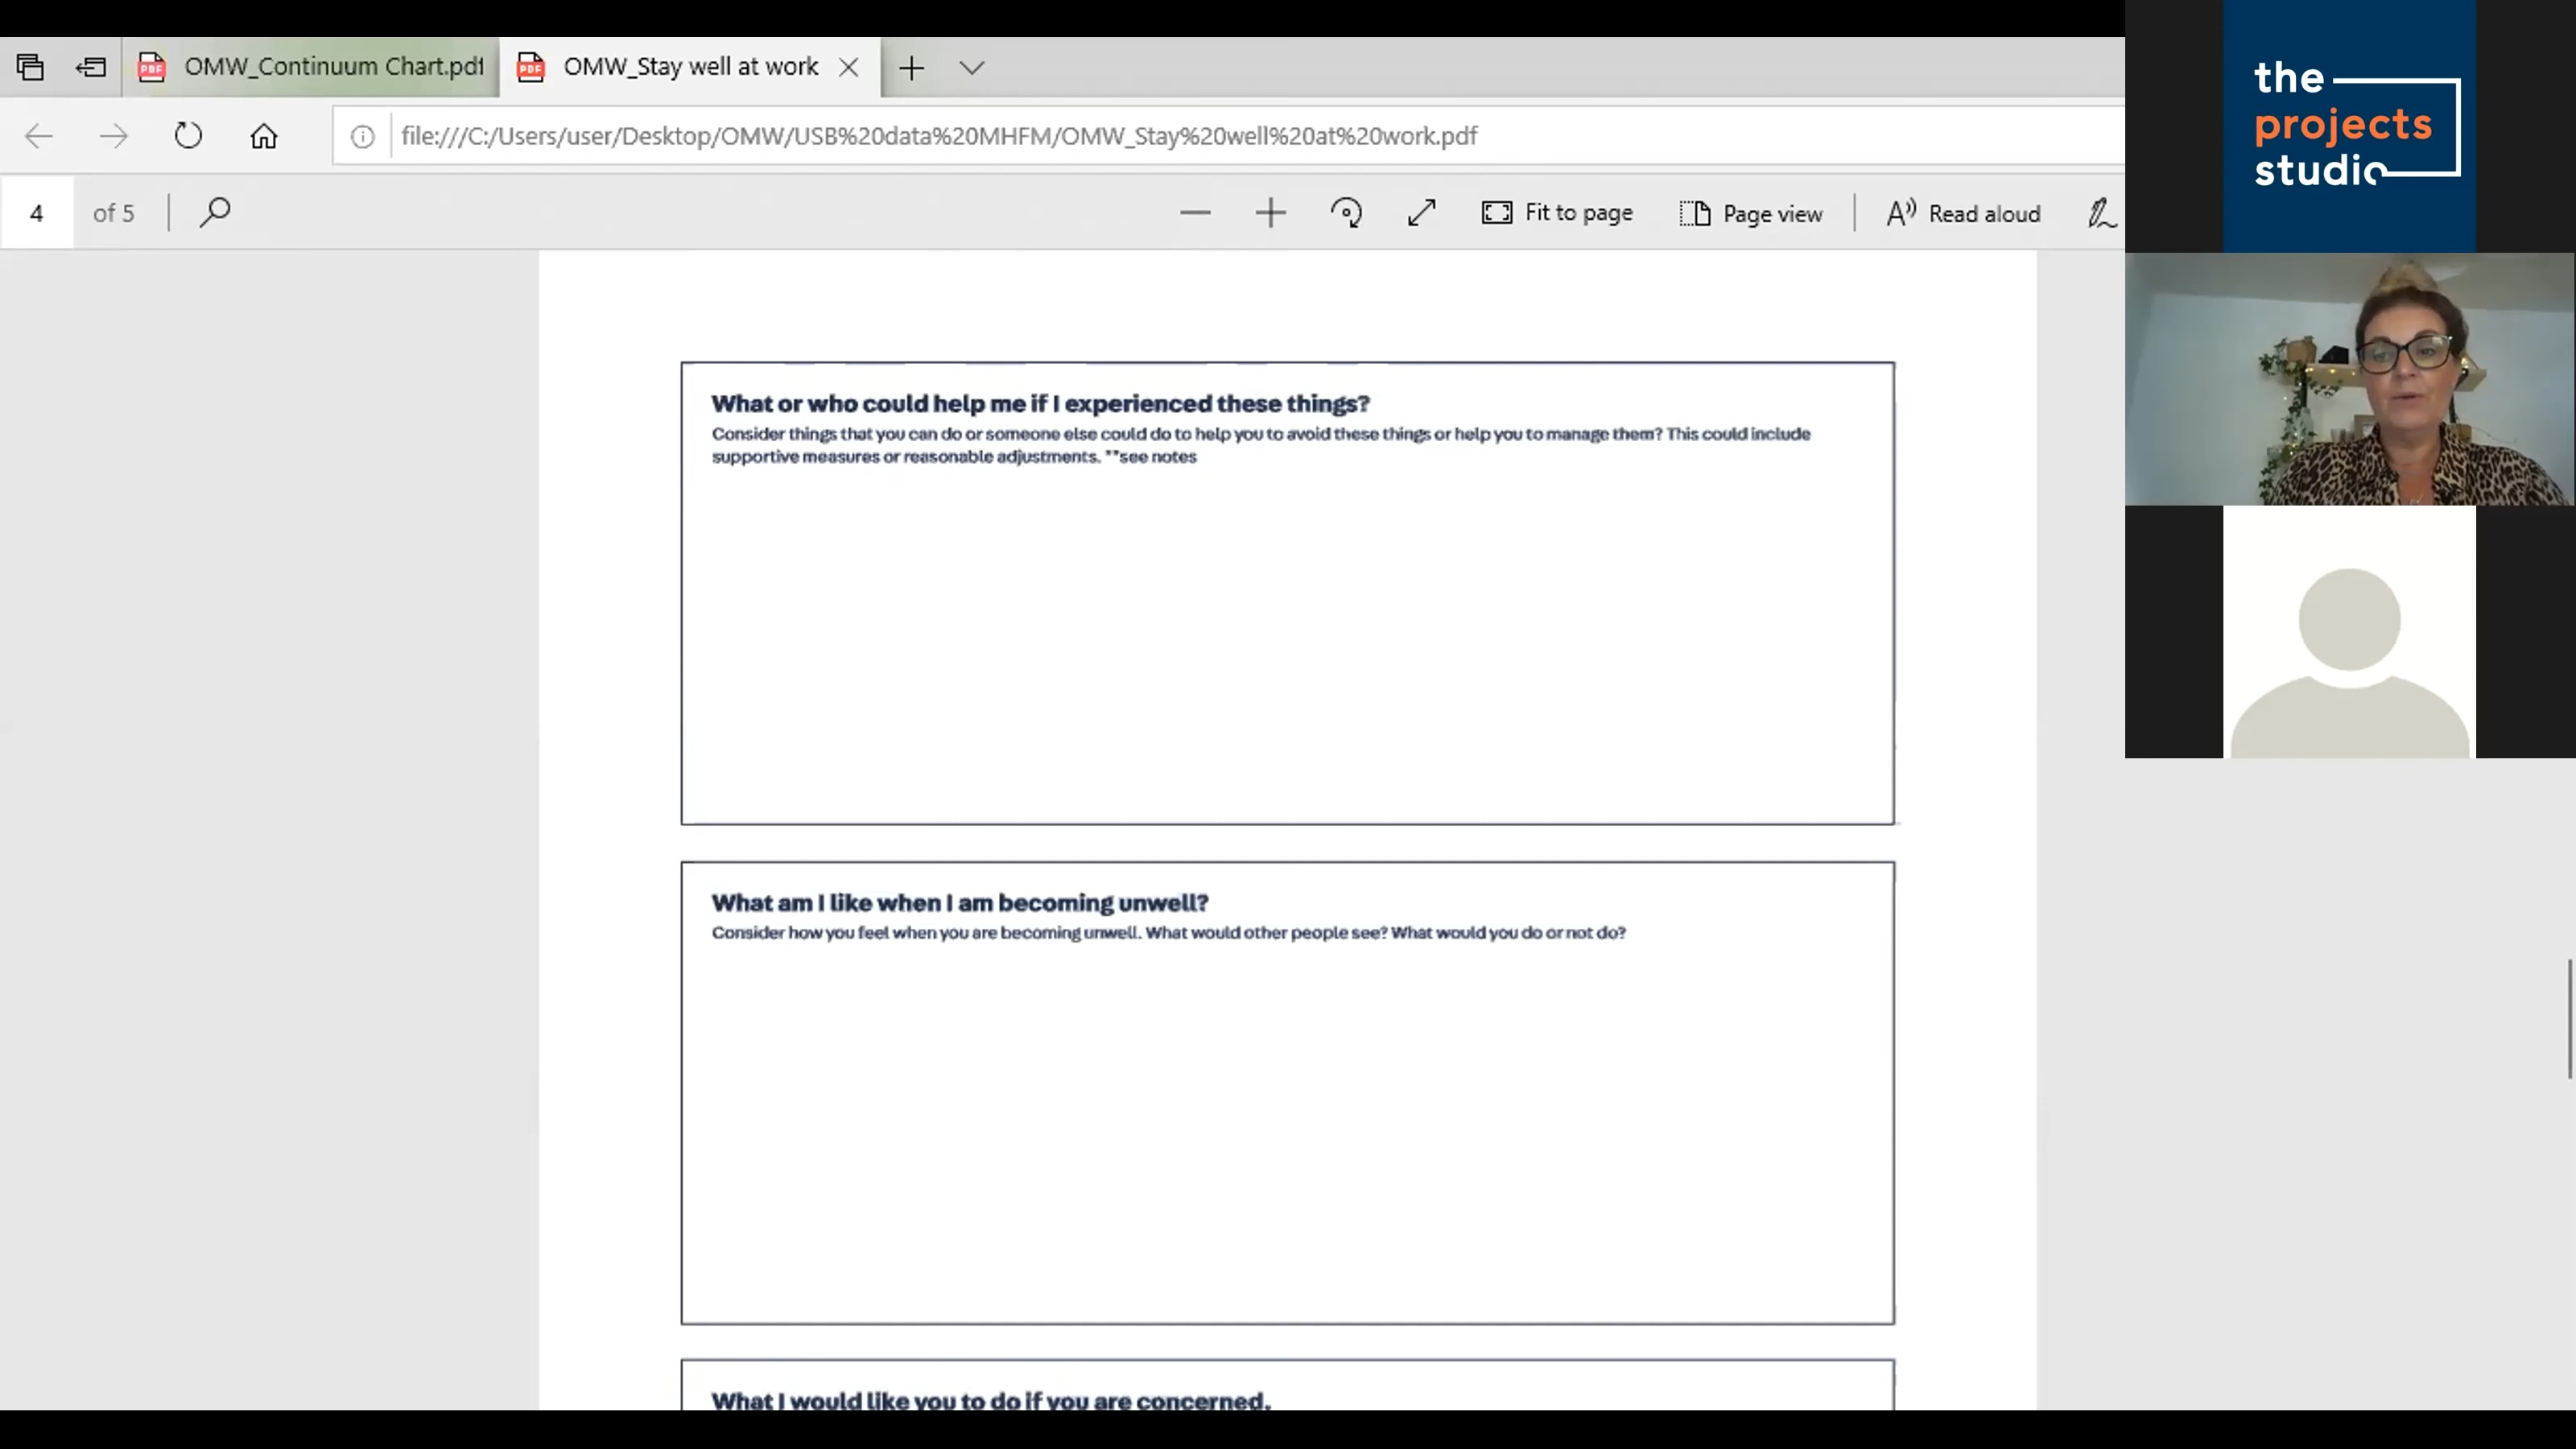 OMW_Continuum Chart.pdf
OMW_Stay well at work
file:///C:/Users/user/Desktop/OMW/USB%20data%20MHFM/OMW_Stay%20well%20at%20work.pdf
4 of 5
Fit to page
Page view
Read aloud
the
projects
studio
What or who could help me if I experienced these things?
Consider things that you can do or someone else could do to help you to avoid these things or help you to manage them? This could include
supportive measures or reasonable adjustments. **see notes
What am I like when I am becoming unwell?
Consider how you feel when you are becoming unwell. What would other people see? What would you do or not do?
What I would like you to do if you are concerned.